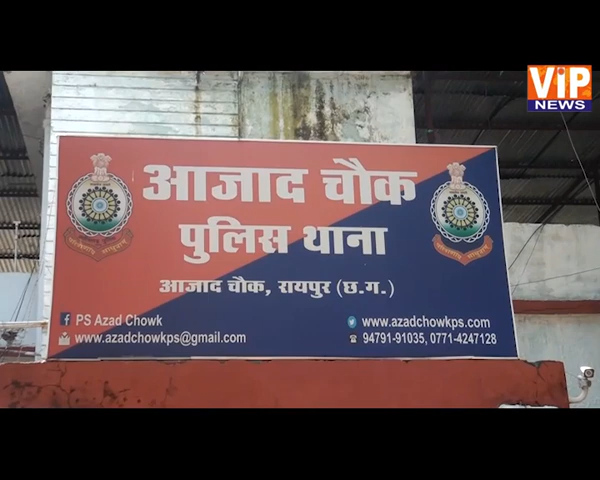 ViP
NEWS
आजाद चौक
पुलिस थाना
आजाद चौक, रायपुर (छ.ग.)
PS Azad Chowk
www.azadchowkps@gmail.com
www.azadchowkps.com
94791-91035, 0771-4247128